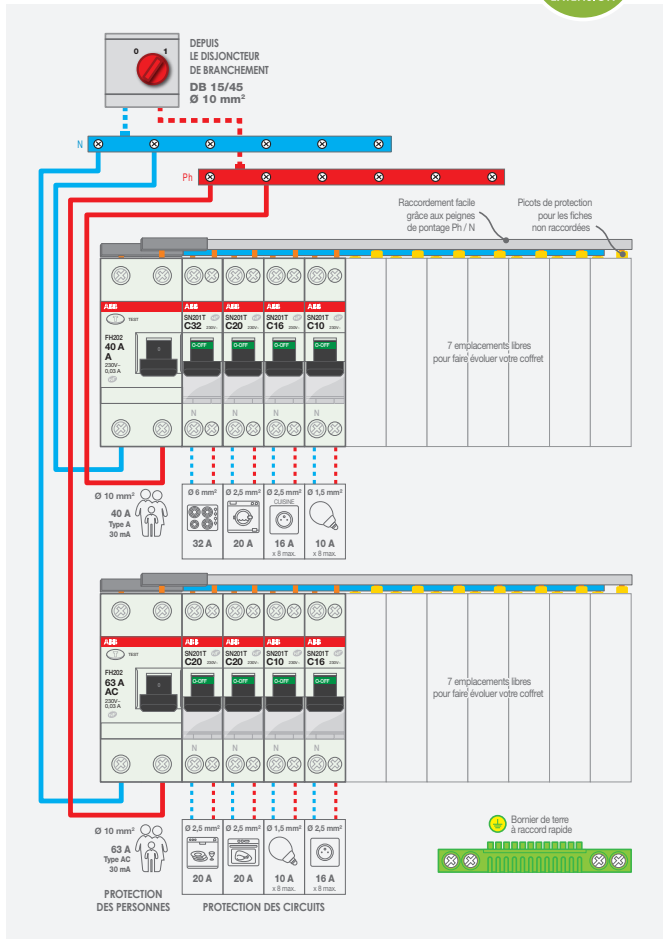 0 1
DEPUIS
LE DISJONCTEUR
DE BRANCHEMENT
DB 15/45
Ø 10 mm²
N
Ph
Raccordement facile
grâce aux peignes
de pontage Ph / N
Picots de protection
pour les fiches
non raccordées
ABB ABB ABB ABB ABB
T TEST
SN201T SN201T SN201T SN201T
C32 230V~ C20 230V~ C16 230V~ C10 230V~
FH202
40 A
A
230V~
0,03 A
O-OFF O-OFF O-OFF O-OFF
7 emplacements libres
pour faire évoluer votre coffret
N N N N
Ø 10 mm²
40 A
Type A
30 mA
Ø 6 mm² Ø 2,5 mm² Ø 2,5 mm² Ø 1,5 mm²
CUISINE
32 A 20 A 16 A 10 A
x 8 max. x 8 max.
ABB ABB ABB ABB ABB
T TEST
SN201T SN201T SN201T SN201T
C20 230V~ C20 230V~ C10 230V~ C16 230V~
FH202
63 A
AC
230V~
0,03 A
O-OFF O-OFF O-OFF O-OFF
7 emplacements libres
pour faire évoluer votre coffret
N N N N
Ø 10 mm²
63 A
Type AC
30 mA
Ø 2,5 mm² Ø 2,5 mm² Ø 1,5 mm² Ø 2,5 mm²
20 A 20 A 10 A 16 A
x 8 max. x 8 max.
Bornier de terre
à raccord rapide
PROTECTION
DES PERSONNES
PROTECTION DES CIRCUITS